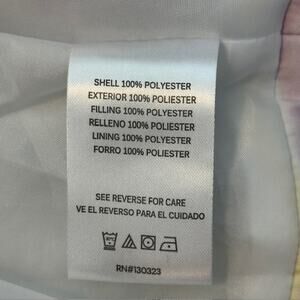 SHELL 100% POLYESTER
EXTERIOR 100% POLIESTER
FILLING 100% POLYESTER
RELLENO 100% POLIESTER
LINING 100% POLYESTER
FORRO 100% POLIESTER
SEE REVERSE FOR CARE
VE EL REVERSO PARA EL CUIDADO
RN#130323